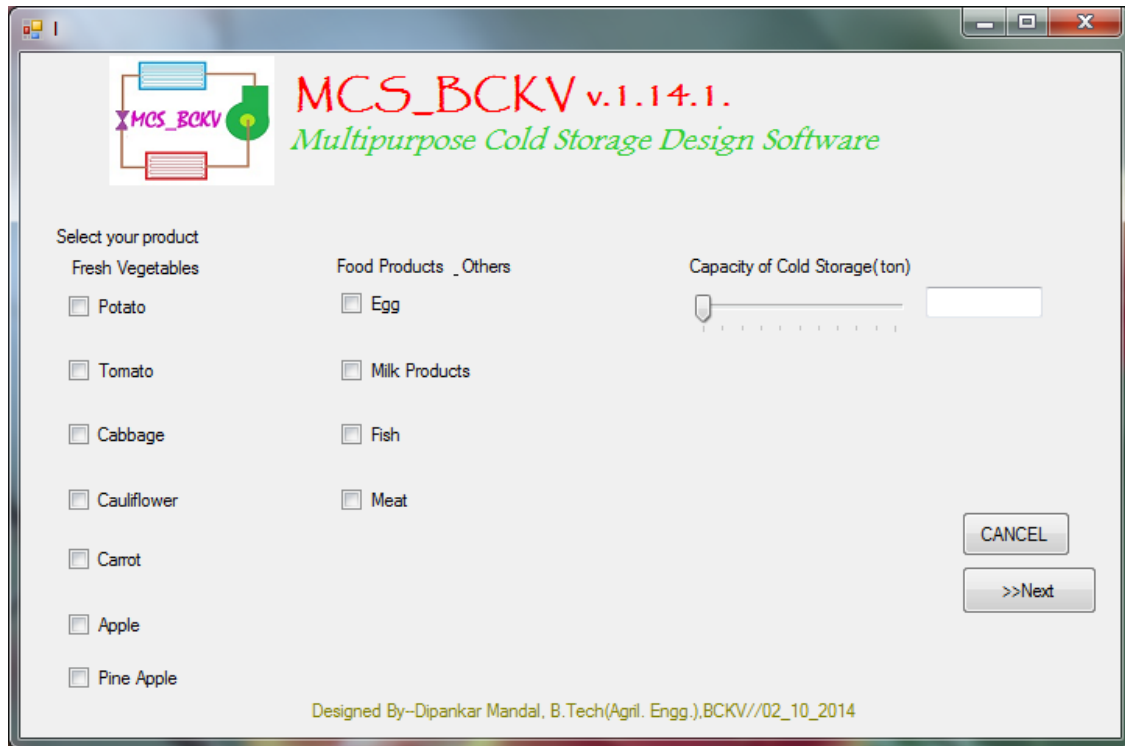 I
MCS_BCKV
MCS_BCKV v.1.14.1.
Multipurpose Cold Storage Design Software
Select your product
Fresh Vegetables
Potato
Tomato
Cabbage
Cauliflower
Carrot
Apple
Pine Apple
Food Products _Others
Egg
Milk Products
Fish
Meat
Capacity of Cold Storage(ton)
CANCEL
>>Next
Designed By--Dipankar Mandal, B.Tech(Agril. Engg.),BCKV//02_10_2014